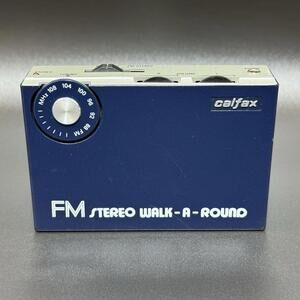 calfax
MHz 108 104 100 96 92 88 FM
FM STEREO WALK-A-ROUND